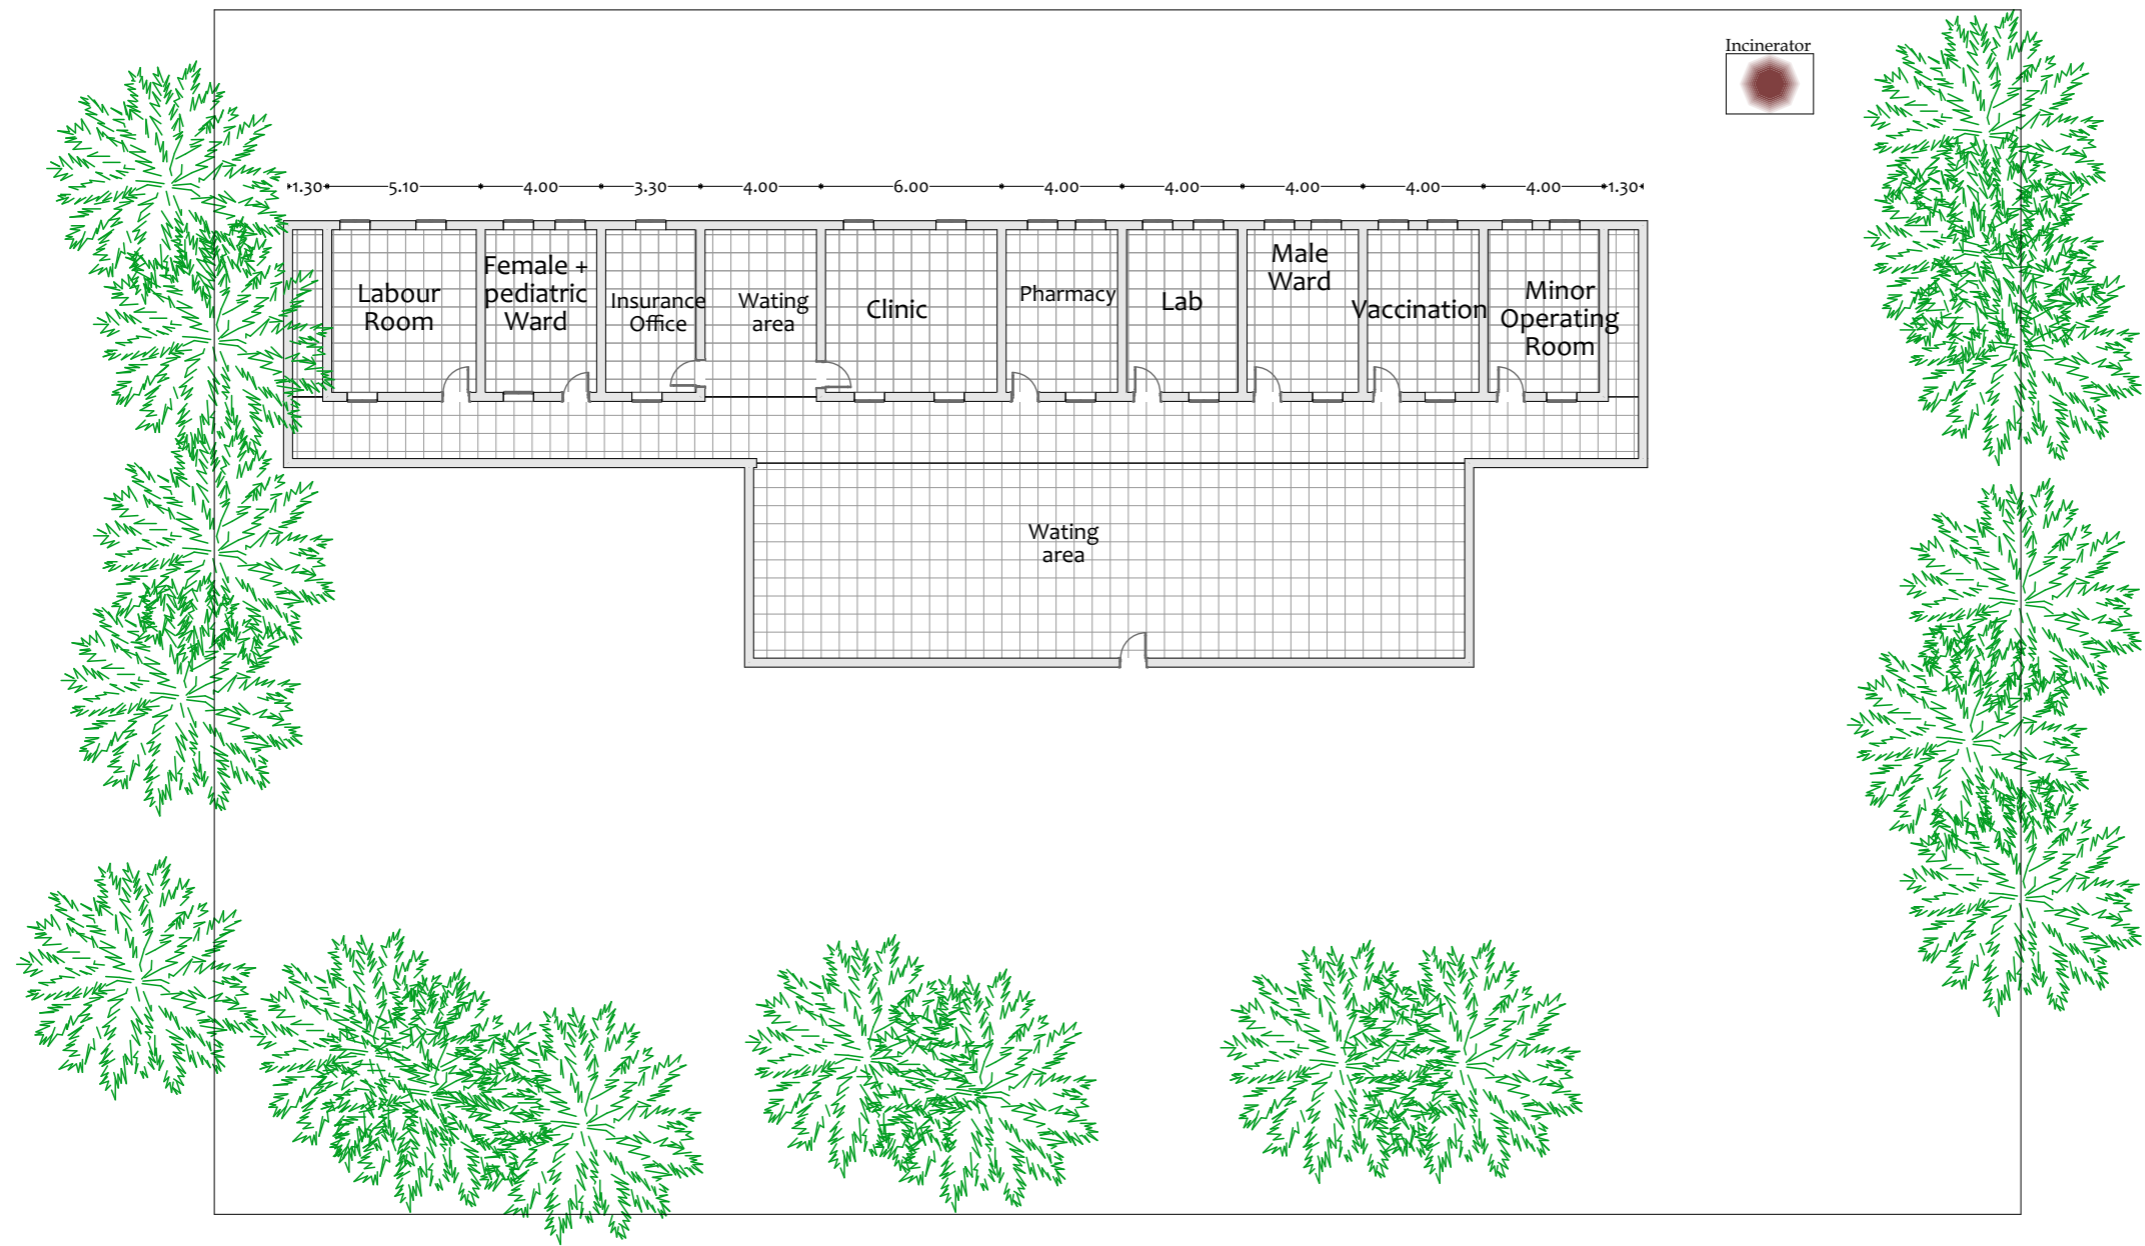 Incinerator
1.30 5.10 4.00 3.30 4.00 6.00 4.00 4.00 4.00 4.00 4.00 1.30
Labour
Room
Female +
pediatric
Ward
Insurance
Office
Wating
area
Clinic
Pharmacy
Lab
Male
Ward
Vaccination
Minor
Operating
Room
Wating
area